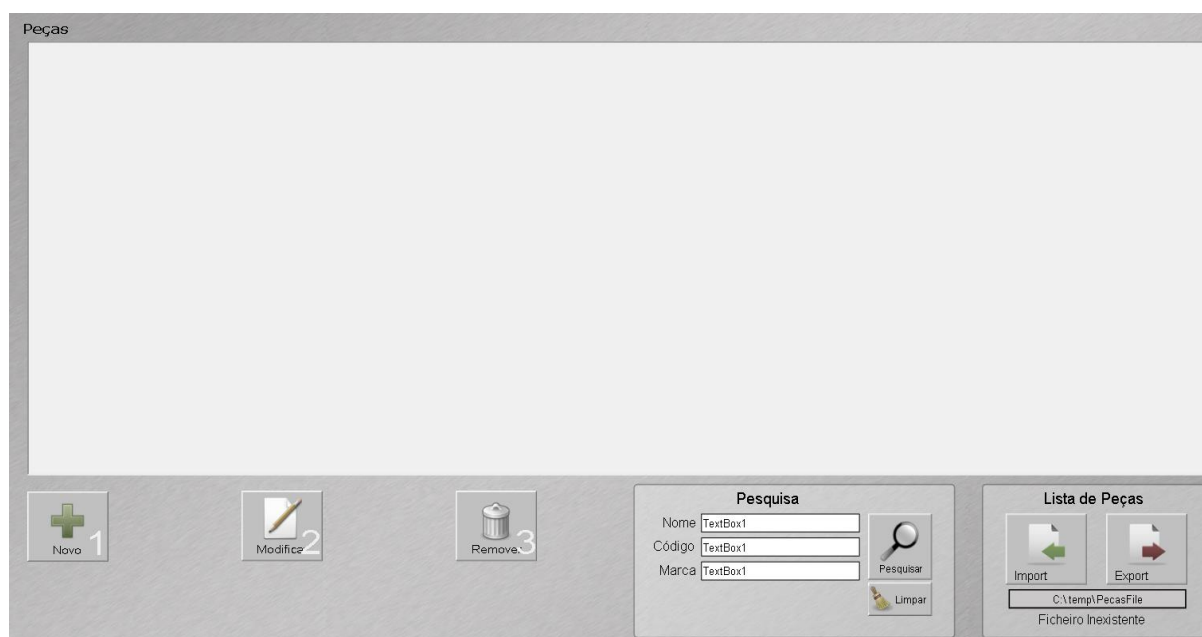 Peças
Novo 1
Modifica 2
Remove 3
Pesquisa
Nome TextBox1
Código TextBox1
Marca TextBox1
Pesquisar
Limpar
Lista de Peças
Import
Export
C:\temp\PecasFile
Ficheiro Inexistente